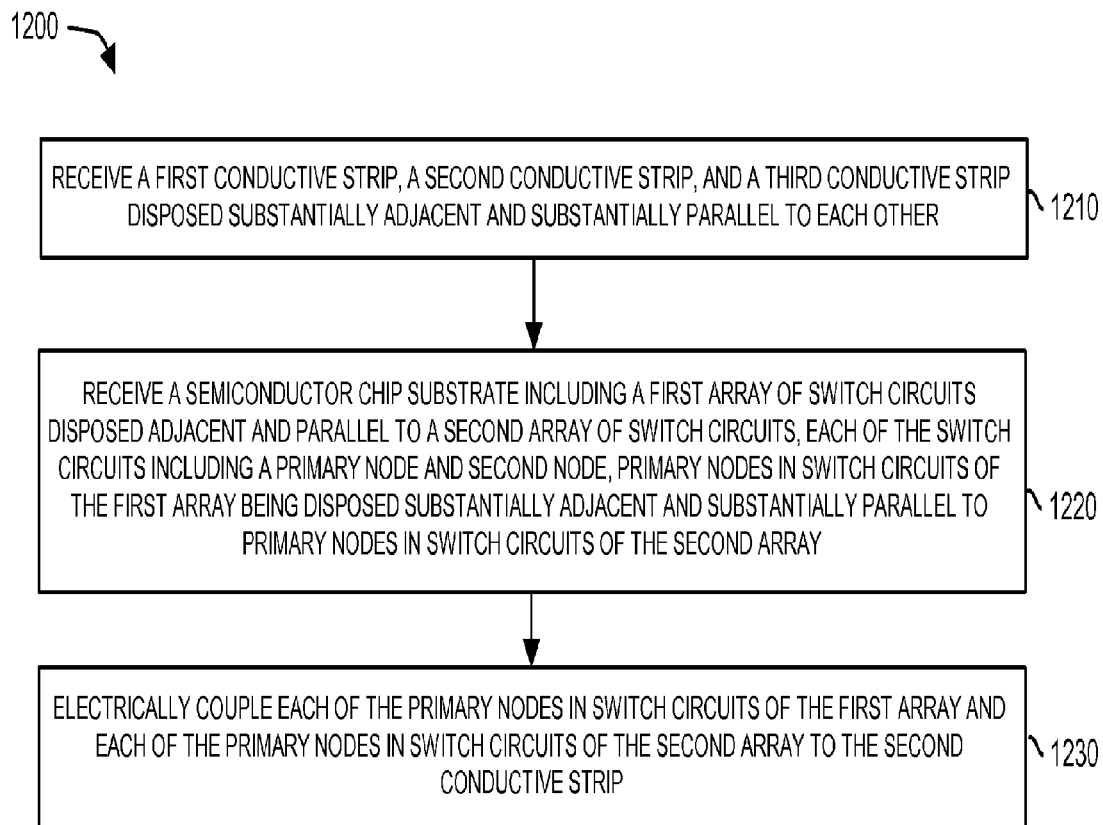 1200
RECEIVE A FIRST CONDUCTIVE STRIP, A SECOND CONDUCTIVE STRIP, AND A THIRD CONDUCTIVE STRIP
DISPOSED SUBSTANTIALLY ADJACENT AND SUBSTANTIALLY PARALLEL TO EACH OTHER
1210
RECEIVE A SEMICONDUCTOR CHIP SUBSTRATE INCLUDING A FIRST ARRAY OF SWITCH CIRCUITS
DISPOSED ADJACENT AND PARALLEL TO A SECOND ARRAY OF SWITCH CIRCUITS, EACH OF THE SWITCH
CIRCUITS INCLUDING A PRIMARY NODE AND SECOND NODE, PRIMARY NODES IN SWITCH CIRCUITS OF
THE FIRST ARRAY BEING DISPOSED SUBSTANTIALLY ADJACENT AND SUBSTANTIALLY PARALLEL TO
PRIMARY NODES IN SWITCH CIRCUITS OF THE SECOND ARRAY
1220
ELECTRICALLY COUPLE EACH OF THE PRIMARY NODES IN SWITCH CIRCUITS OF THE FIRST ARRAY AND
EACH OF THE PRIMARY NODES IN SWITCH CIRCUITS OF THE SECOND ARRAY TO THE SECOND
CONDUCTIVE STRIP
1230